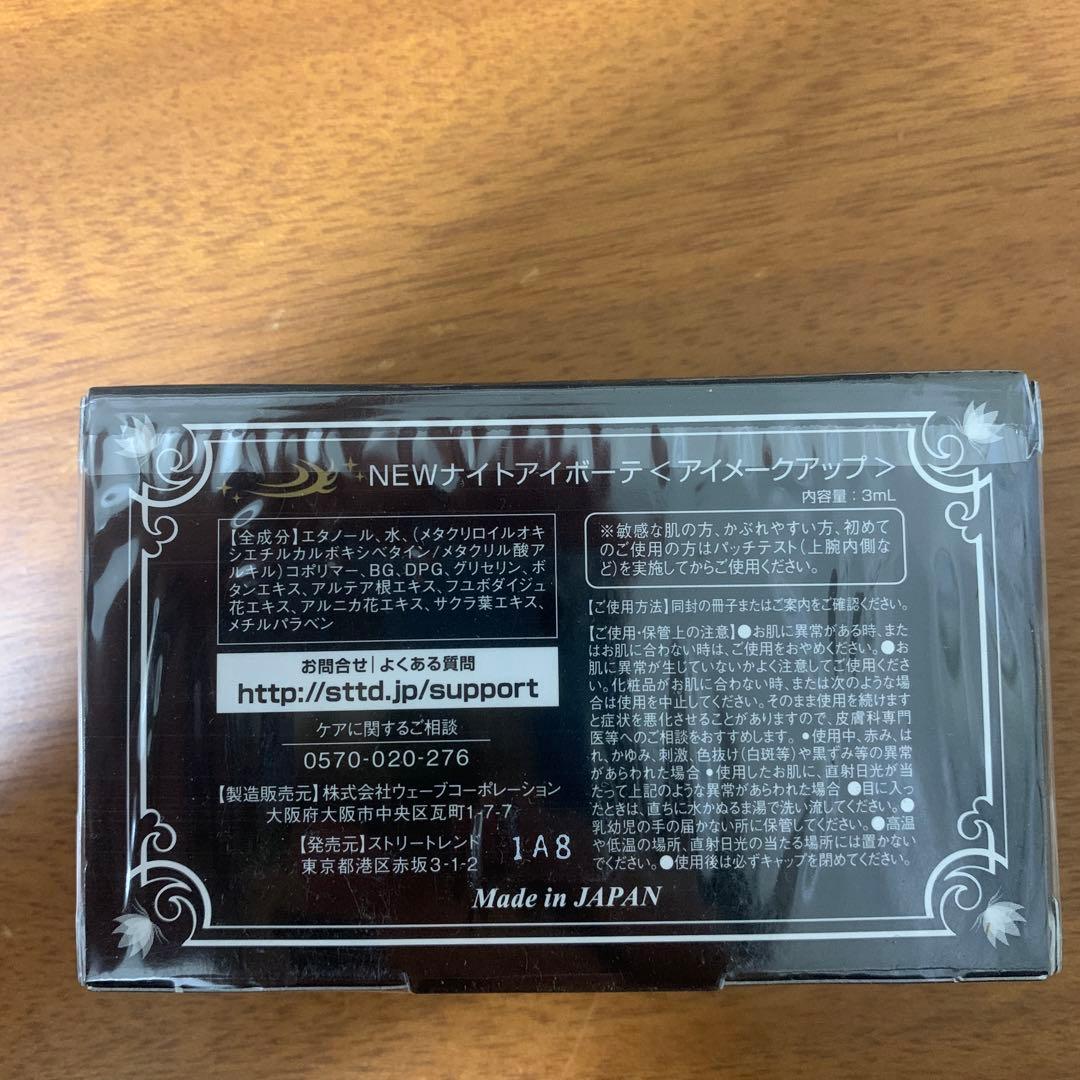 NEWナイトアイボーテ＜アイメークアップ＞
内容量：3mL
【全成分】エタノール、水、（メタクリロイルオキ
シエチルカルボキシベタイン/メタクリル酸ア
ルキル）コポリマー、BG、DPG、グリセリン、ボ
タンエキス、アルテア根エキス、フユボダイジュ
花エキス、アルニカ花エキス、サクラ葉エキス、
メチルパラベン
お問合せ｜よくある質問
http://sttd.jp/support
ケアに関するご相談
0570-020-276
【製造販売元】株式会社ウェーブコーポレーション
大阪府大阪市中央区瓦町1-7-7
【発売元】ストリートレンド
東京都港区赤坂3-1-2
1A8
※敏感な肌の方、かぶれやすい方、初めて
のご使用の方はパッチテスト（上腕内側な
ど）を実施してからご使用ください。
【ご使用方法】同封の冊子またはご案内をご確認ください。
【ご使用・保管上の注意】●お肌に異常がある時、また
はお肌に合わない時は、ご使用をおやめください。●お
肌に異常が生じていないかよく注意してご使用くださ
い。化粧品がお肌に合わない時、または次のような場合
は使用を中止してください。そのまま使用を続けます
と症状を悪化させることがありますので、皮膚科専門
医等へのご相談をおすすめします。•使用中、赤み、は
れ、かゆみ、刺激、色抜け（白斑等）や黒ずみ等の異常
があらわれた場合 •使用したお肌に、直射日光が当
たって上記のような異常があらわれた場合 ●目に入っ
たときは、直ちに水かぬるま湯で洗い流してください。●
乳幼児の手の届かない所に保管してください。●高温
や低温の場所、直射日光の当たる場所には置かない
でください。●使用後は必ずキャップを閉めてください。
Made in JAPAN